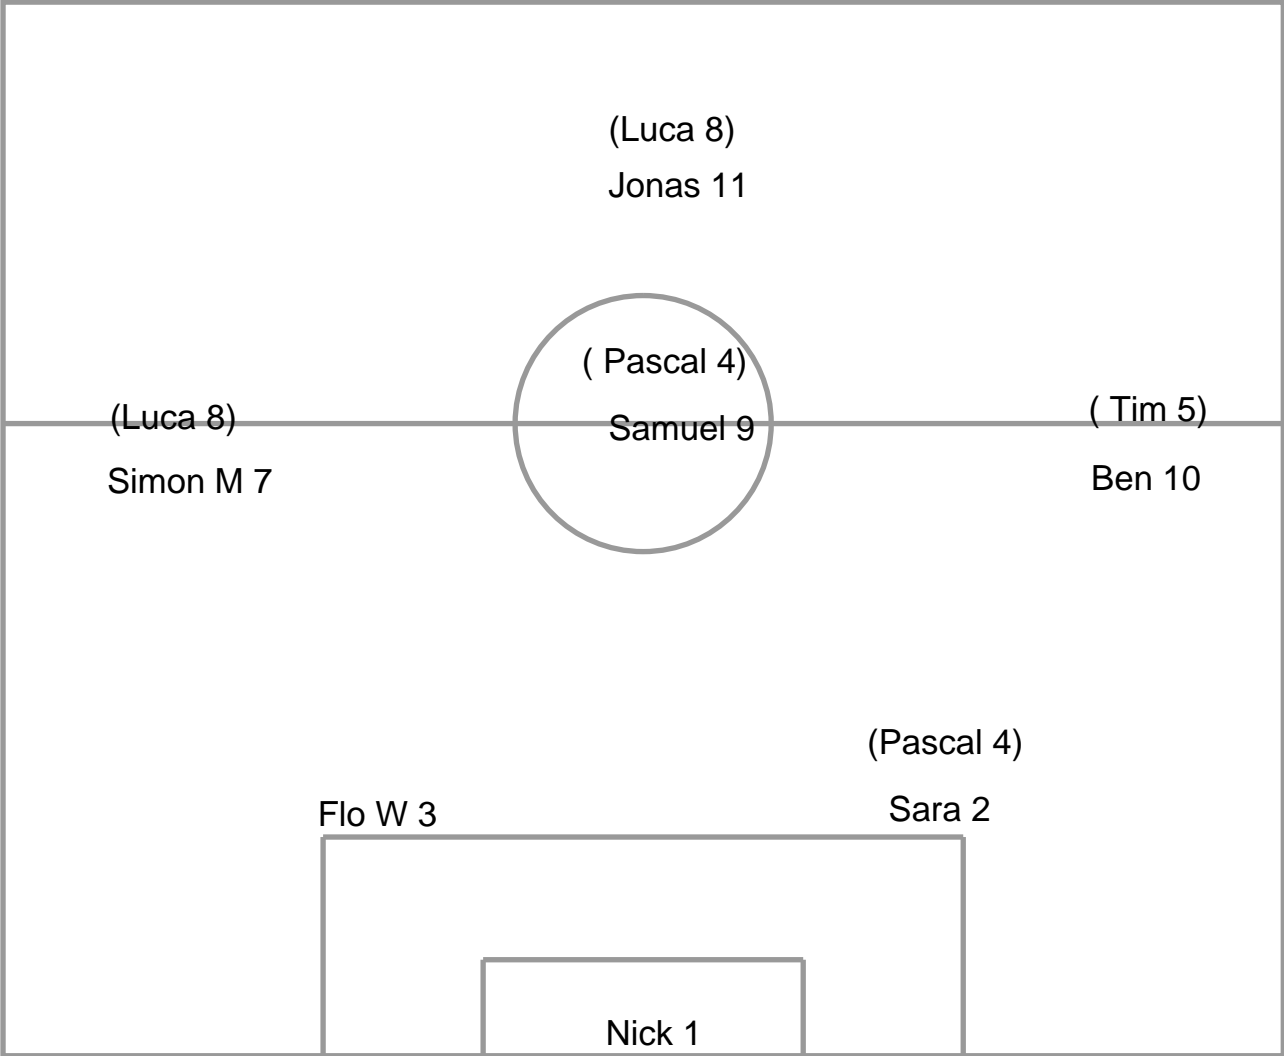 (Luca 8)
Jonas 11
( Pascal 4)
(Luca 8)
( Tim 5)
Samuel 9
Simon M 7
Ben 10
(Pascal 4)
Flo W 3
Sara 2
Nick 1